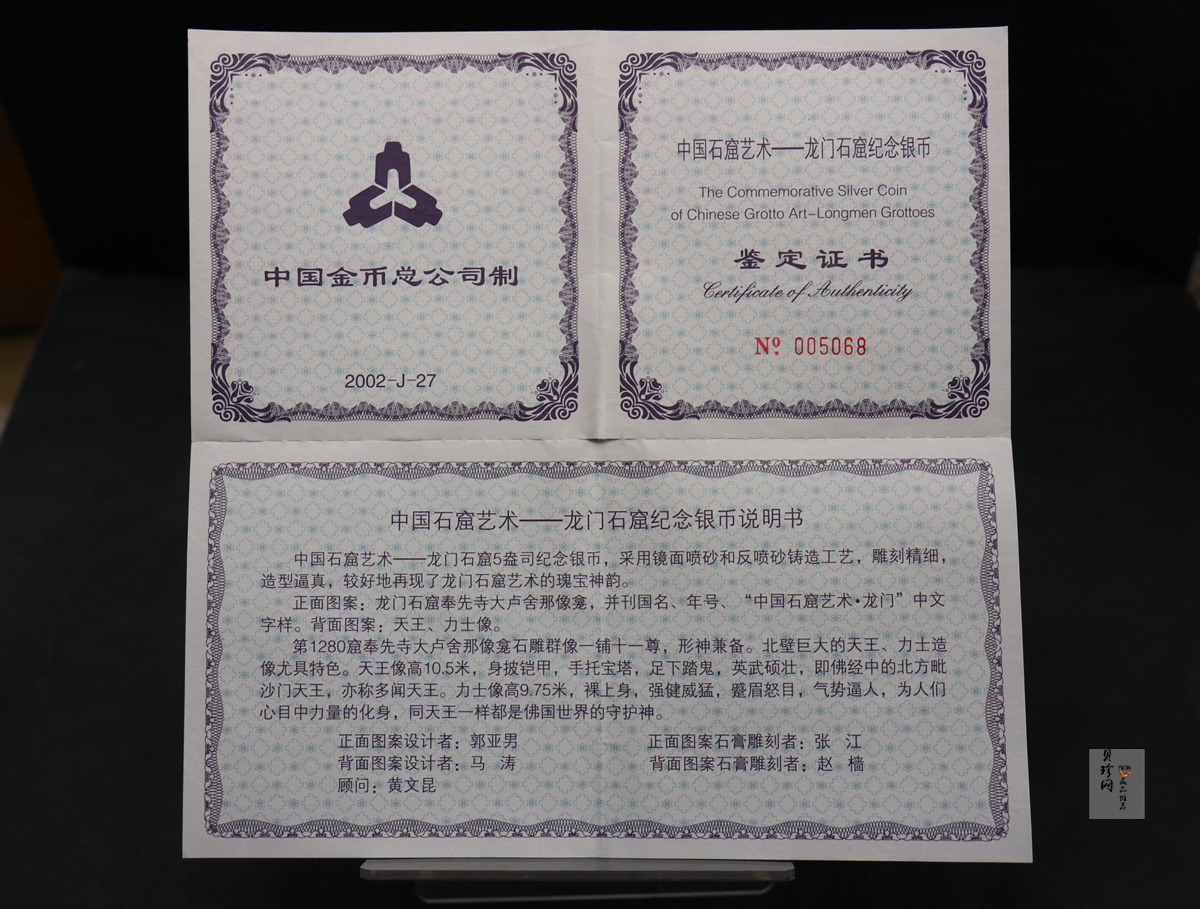 中国金币总公司制
2002-J-27
中国石窟艺术——龙门石窟纪念银币
The Commemorative Silver Coin
of Chinese Grotto Art-Longmen Grottoes
鉴定证书
Certificate of Authenticity
Nº 005068
中国石窟艺术——龙门石窟纪念银币说明书
中国石窟艺术——龙门石窟5盎司纪念银币，采用镜面喷砂和反喷砂铸造工艺，雕刻精细，
造型逼真，较好地再现了龙门石窟艺术的瑰宝神韵。
正面图案：龙门石窟奉先寺大卢舍那像龛，并刊国名、年号、“中国石窟艺术·龙门”中文
字样。背面图案：天王、力士像。
第1280窟奉先寺大卢舍那像龛石雕群像一铺十一尊，形神兼备。北壁巨大的天王、力士造
像尤具特色。天王像高10.5米，身披铠甲，手托宝塔，足下踏鬼，英武硕壮，即佛经中的北方毗
沙门天王，亦称多闻天王。力士像高9.75米，裸上身，强健威猛，蹙眉怒目，气势逼人，为人们
心目中力量的化身，同天王一样都是佛国世界的守护神。
正面图案设计者：郭亚男 正面图案石膏雕刻者：张 江
背面图案设计者：马 涛 背面图案石膏雕刻者：赵 樯
顾问：黄文昆
贝珍网